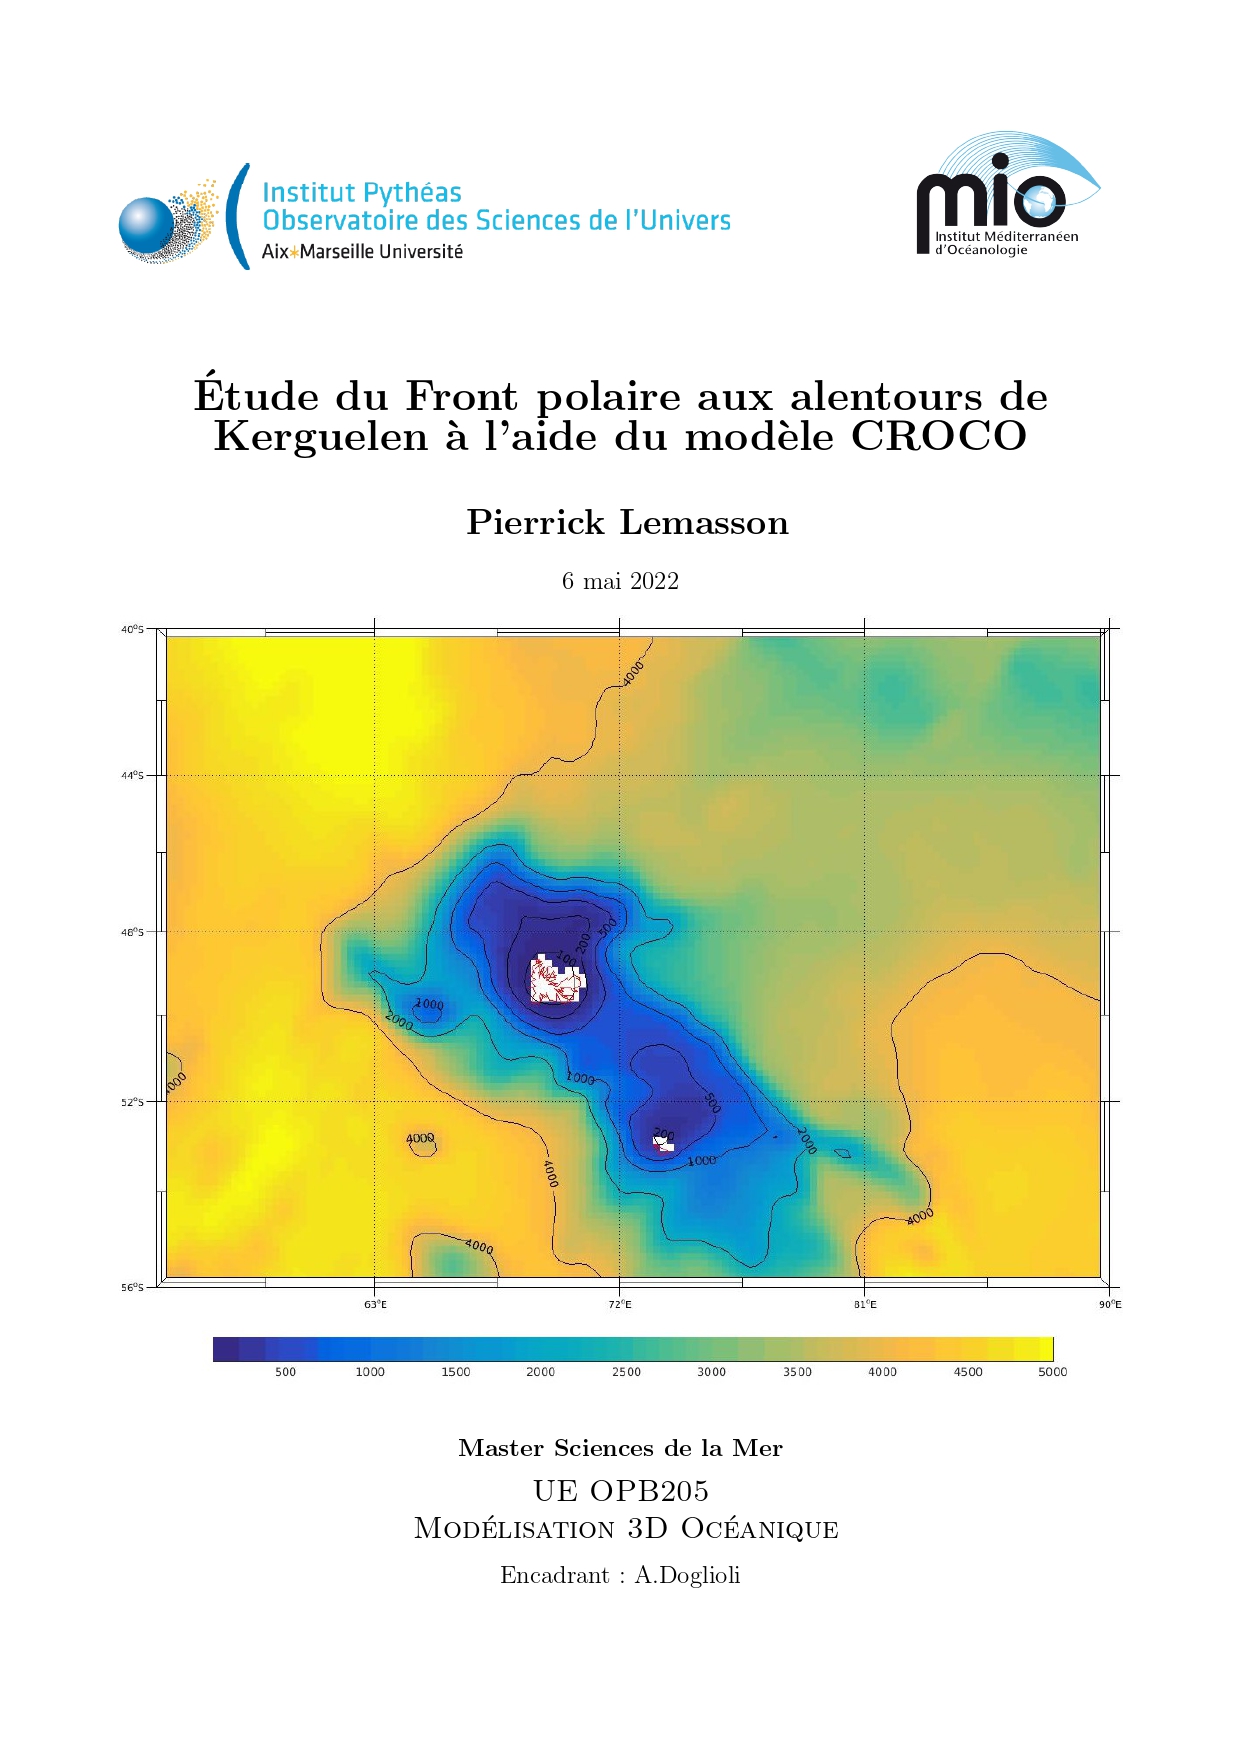 Institut Pythéas
Observatoire des Sciences de l'Univers
Aix*Marseille Université
mio
Institut Méditerranéen
d'Océanologie
Étude du Front polaire aux alentours de
Kerguelen à l'aide du modèle CROCO
Pierrick Lemasson
6 mai 2022
40°S
4000
44°S
48°S
500
200
100
1000
2000
4000
1000
52°S
500
200
2000
4000
1000
4000
4000
4000
56°S
63°E 72°E 81°E 90°E
500 1000 1500 2000 2500 3000 3500 4000 4500 5000
Master Sciences de la Mer
UE OPB205
Modélisation 3D Océanique
Encadrant : A.Doglioli